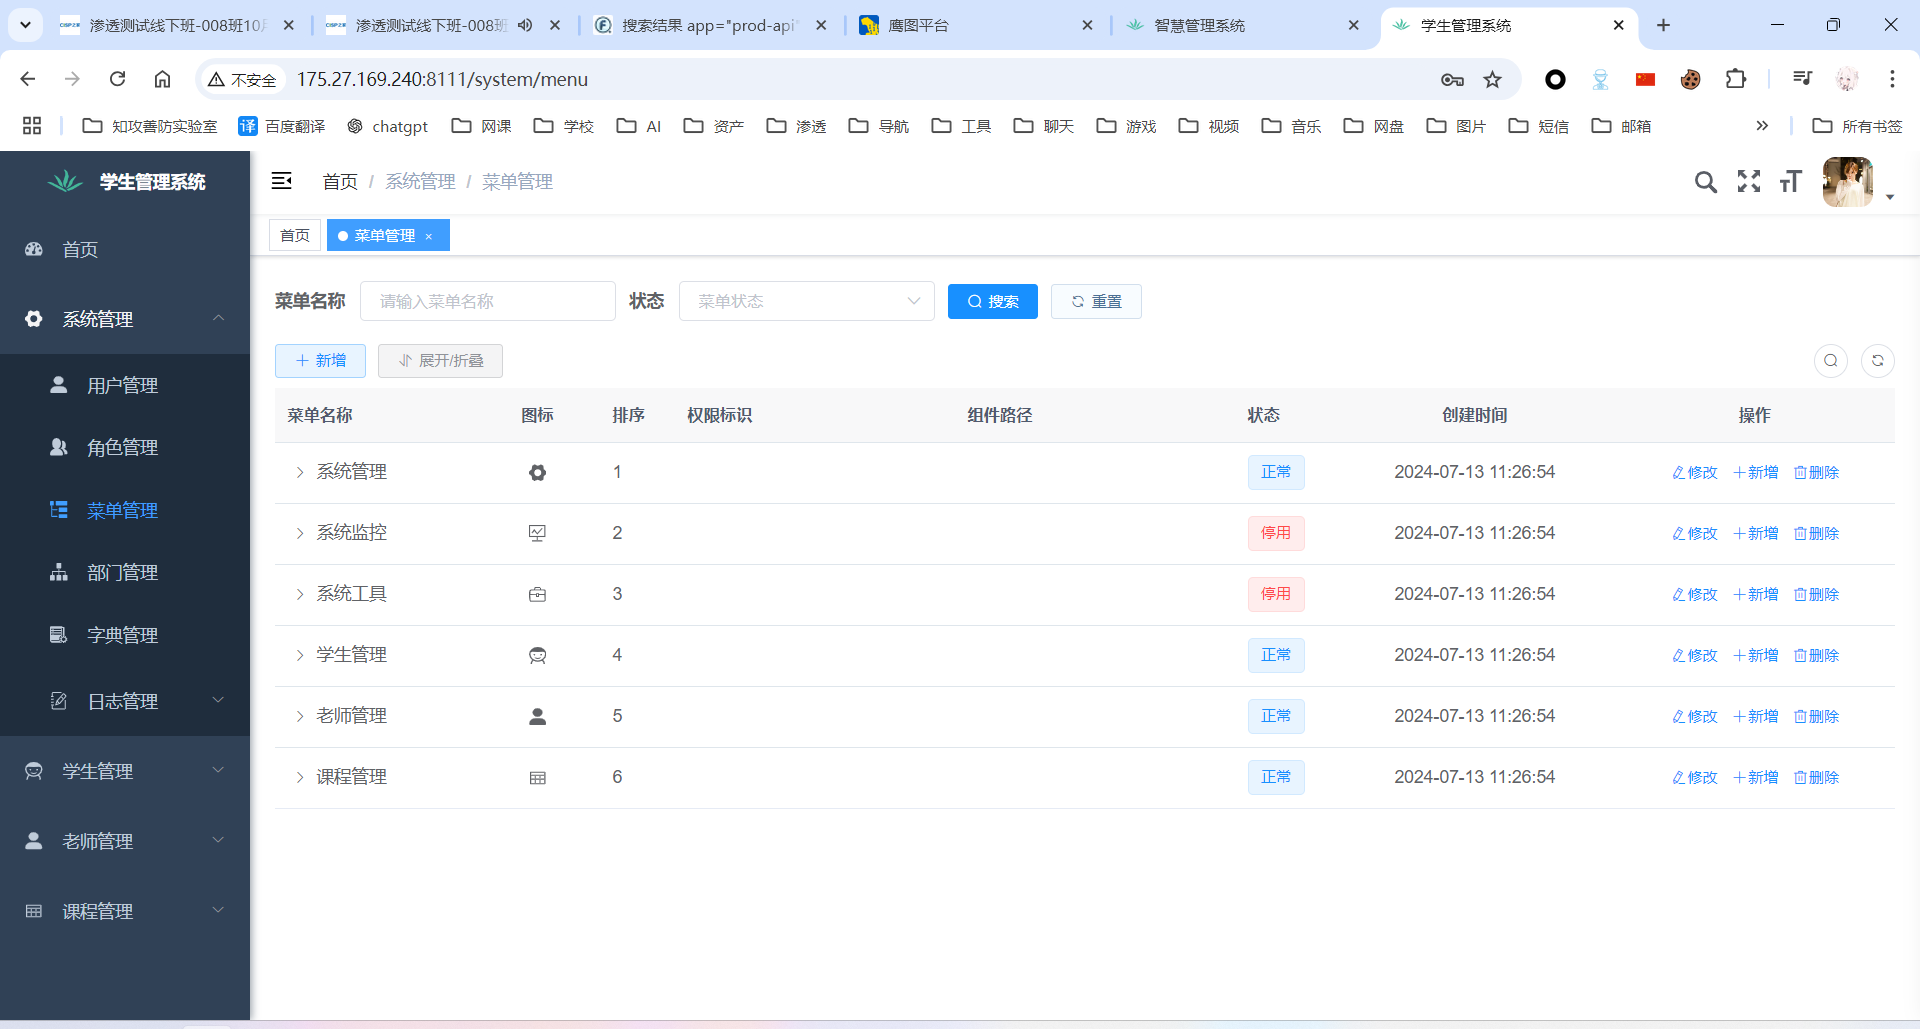 渗透测试线下班-008班10月
渗透测试线下班-008班
搜索结果 app="prod-api"
鹰图平台
智慧管理系统
学生管理系统
不安全 175.27.169.240:8111/system/menu
知攻善防实验室 译 百度翻译 chatgpt 网课 学校 AI 资产 渗透 导航 工具 聊天 游戏 视频 音乐 网盘 图片 短信 邮箱 所有书签
学生管理系统
首页
系统管理
用户管理
角色管理
菜单管理
部门管理
字典管理
日志管理
学生管理
老师管理
课程管理
首页 / 系统管理 / 菜单管理
首页 菜单管理
菜单名称 请输入菜单名称 状态 菜单状态 搜索 重置
新增 展开/折叠
菜单名称 图标 排序 权限标识 组件路径 状态 创建时间 操作
系统管理 1 正常 2024-07-13 11:26:54 修改 新增 删除
系统监控 2 停用 2024-07-13 11:26:54 修改 新增 删除
系统工具 3 停用 2024-07-13 11:26:54 修改 新增 删除
学生管理 4 正常 2024-07-13 11:26:54 修改 新增 删除
老师管理 5 正常 2024-07-13 11:26:54 修改 新增 删除
课程管理 6 正常 2024-07-13 11:26:54 修改 新增 删除